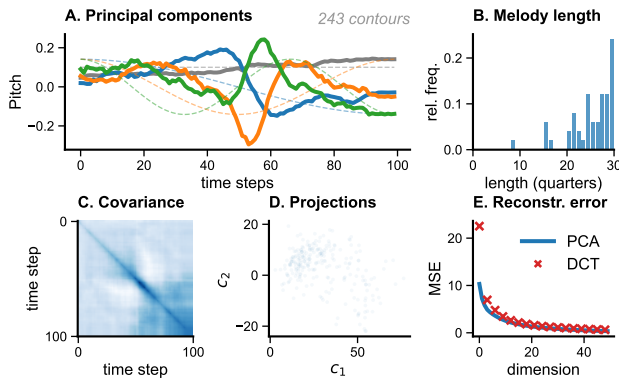 A. Principal components
243 contours
0.2
0.0
−0.2
Pitch
0 20 40 60 80 100
time steps
B. Melody length
0.2
0.1
0.0
rel. freq.
0 10 20 30
length (quarters)
C. Covariance
0
100
time step
0 100
time step
D. Projections
20
0
−20
c2
0 50
c1
E. Reconstr. error
20
10
0
MSE
PCA
DCT
0 20 40
dimension